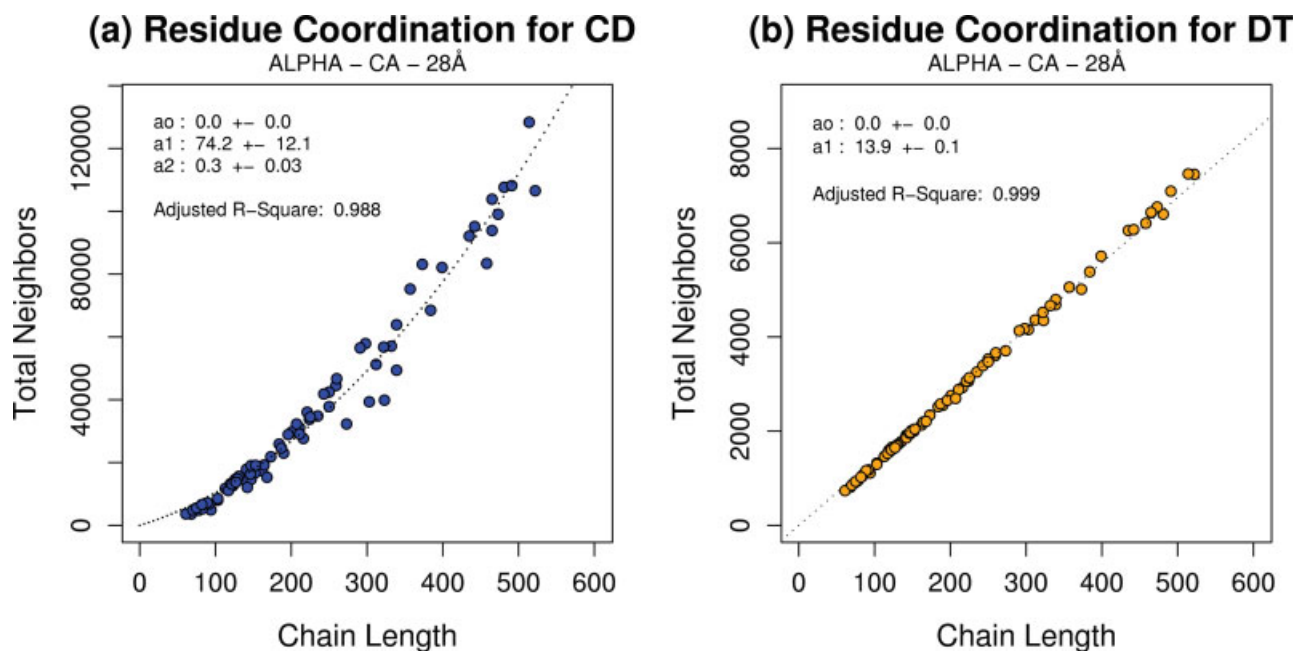 (a) Residue Coordination for CD
ALPHA − CA − 28Å
ao : 0.0 +− 0.0
a1 : 74.2 +− 12.1
a2 : 0.3 +− 0.03
Adjusted R−Square: 0.988
Total Neighbors
0
40000
80000
120000
0 100 200 300 400 500 600
Chain Length
(b) Residue Coordination for DT
ALPHA − CA − 28Å
ao : 0.0 +− 0.0
a1 : 13.9 +− 0.1
Adjusted R−Square: 0.999
Total Neighbors
0
2000
4000
6000
8000
0 100 200 300 400 500 600
Chain Length